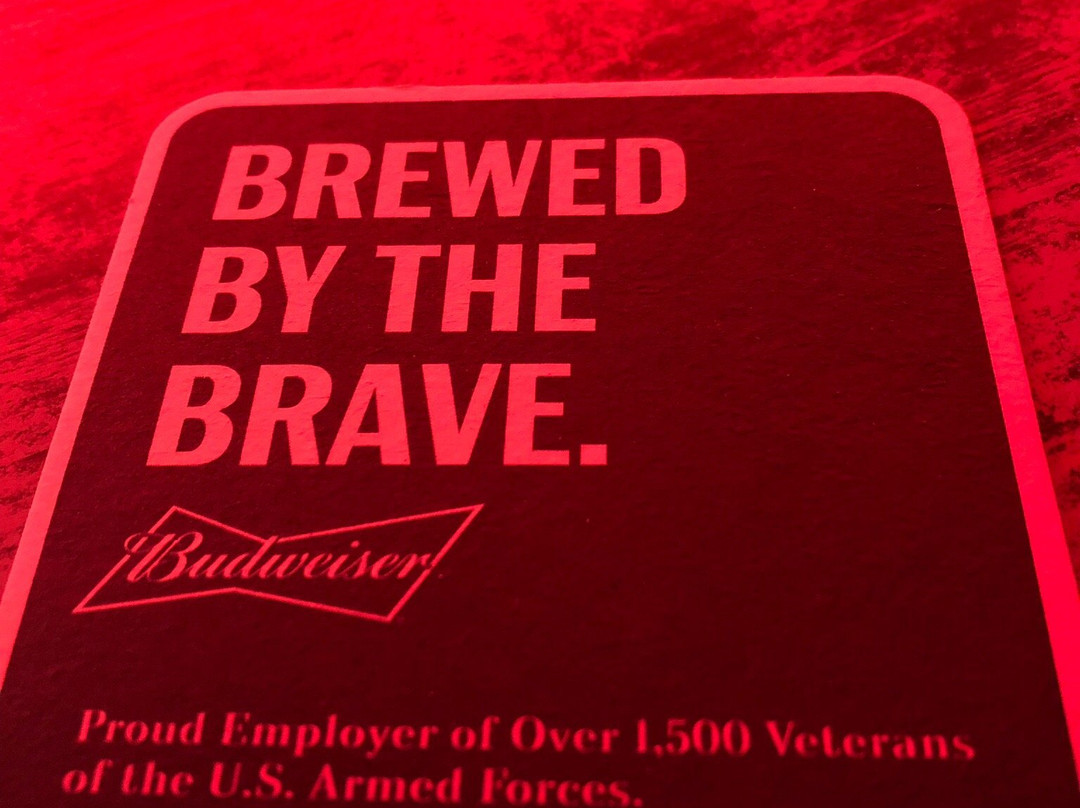 BREWED
BY THE
BRAVE.
Budweiser
Proud Employer of Over 1,500 Veterans
of the U.S. Armed Forces.